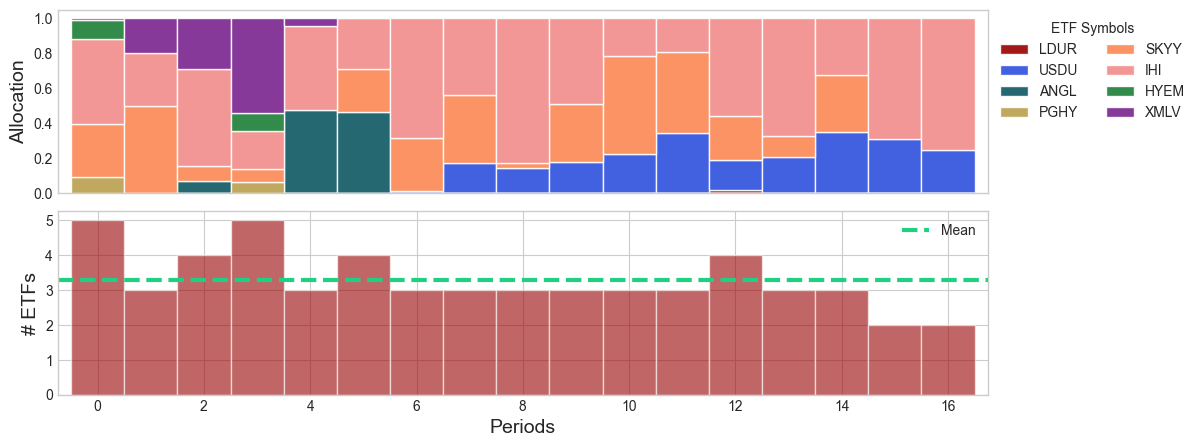 1.0
0.8
0.6
0.4
0.2
0.0
Allocation
ETF Symbols
LDUR SKYY
USDU IHI
ANGL HYEM
PGHY XMLV
5
4
3
2
1
0
# ETFs
Mean
0 2 4 6 8 10 12 14 16
Periods